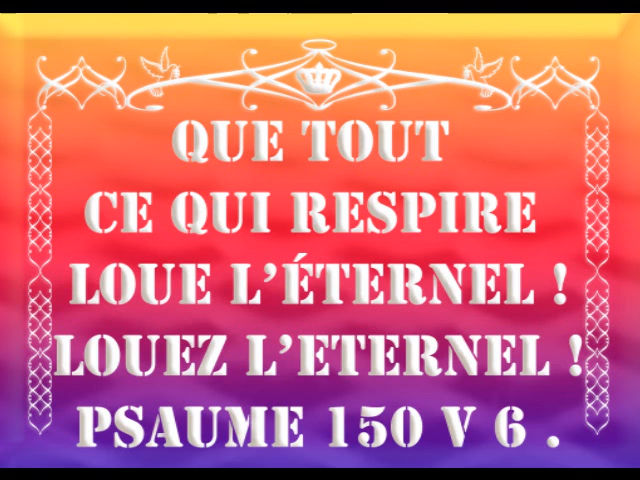 QUE TOUT
CE QUI RESPIRE
LOUE L'ÉTERNEL !
LOUEZ L'ETERNEL !
PSAUME 150 V 6 .